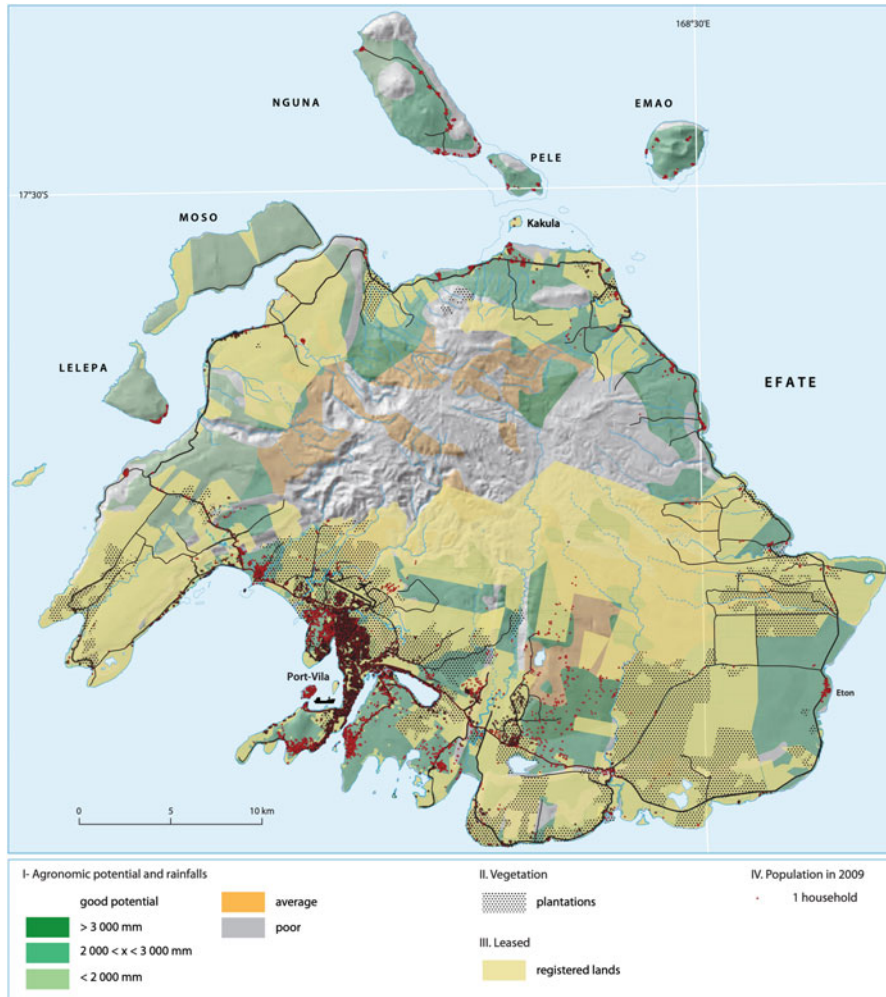 168°30'E
NGUNA
EMAO
PELE
17°30'S
MOSO
Kakula
LELEPA
EFATE
Port-Vila
Eton
0 5 10 km
I- Agronomic potential and rainfalls
good potential
> 3 000 mm
2 000 < x < 3 000 mm
< 2 000 mm
average
poor
II. Vegetation
plantations
III. Leased
registered lands
IV. Population in 2009
1 household